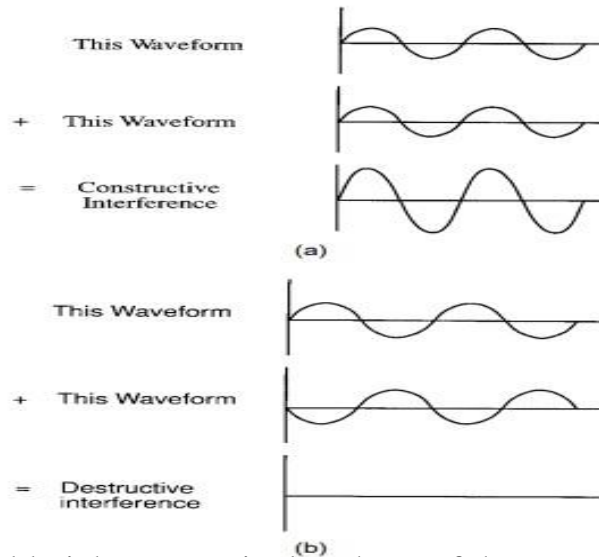 This Waveform
+ This Waveform
= Constructive
Interference
(a)
This Waveform
+ This Waveform
= Destructive
interference
(b)